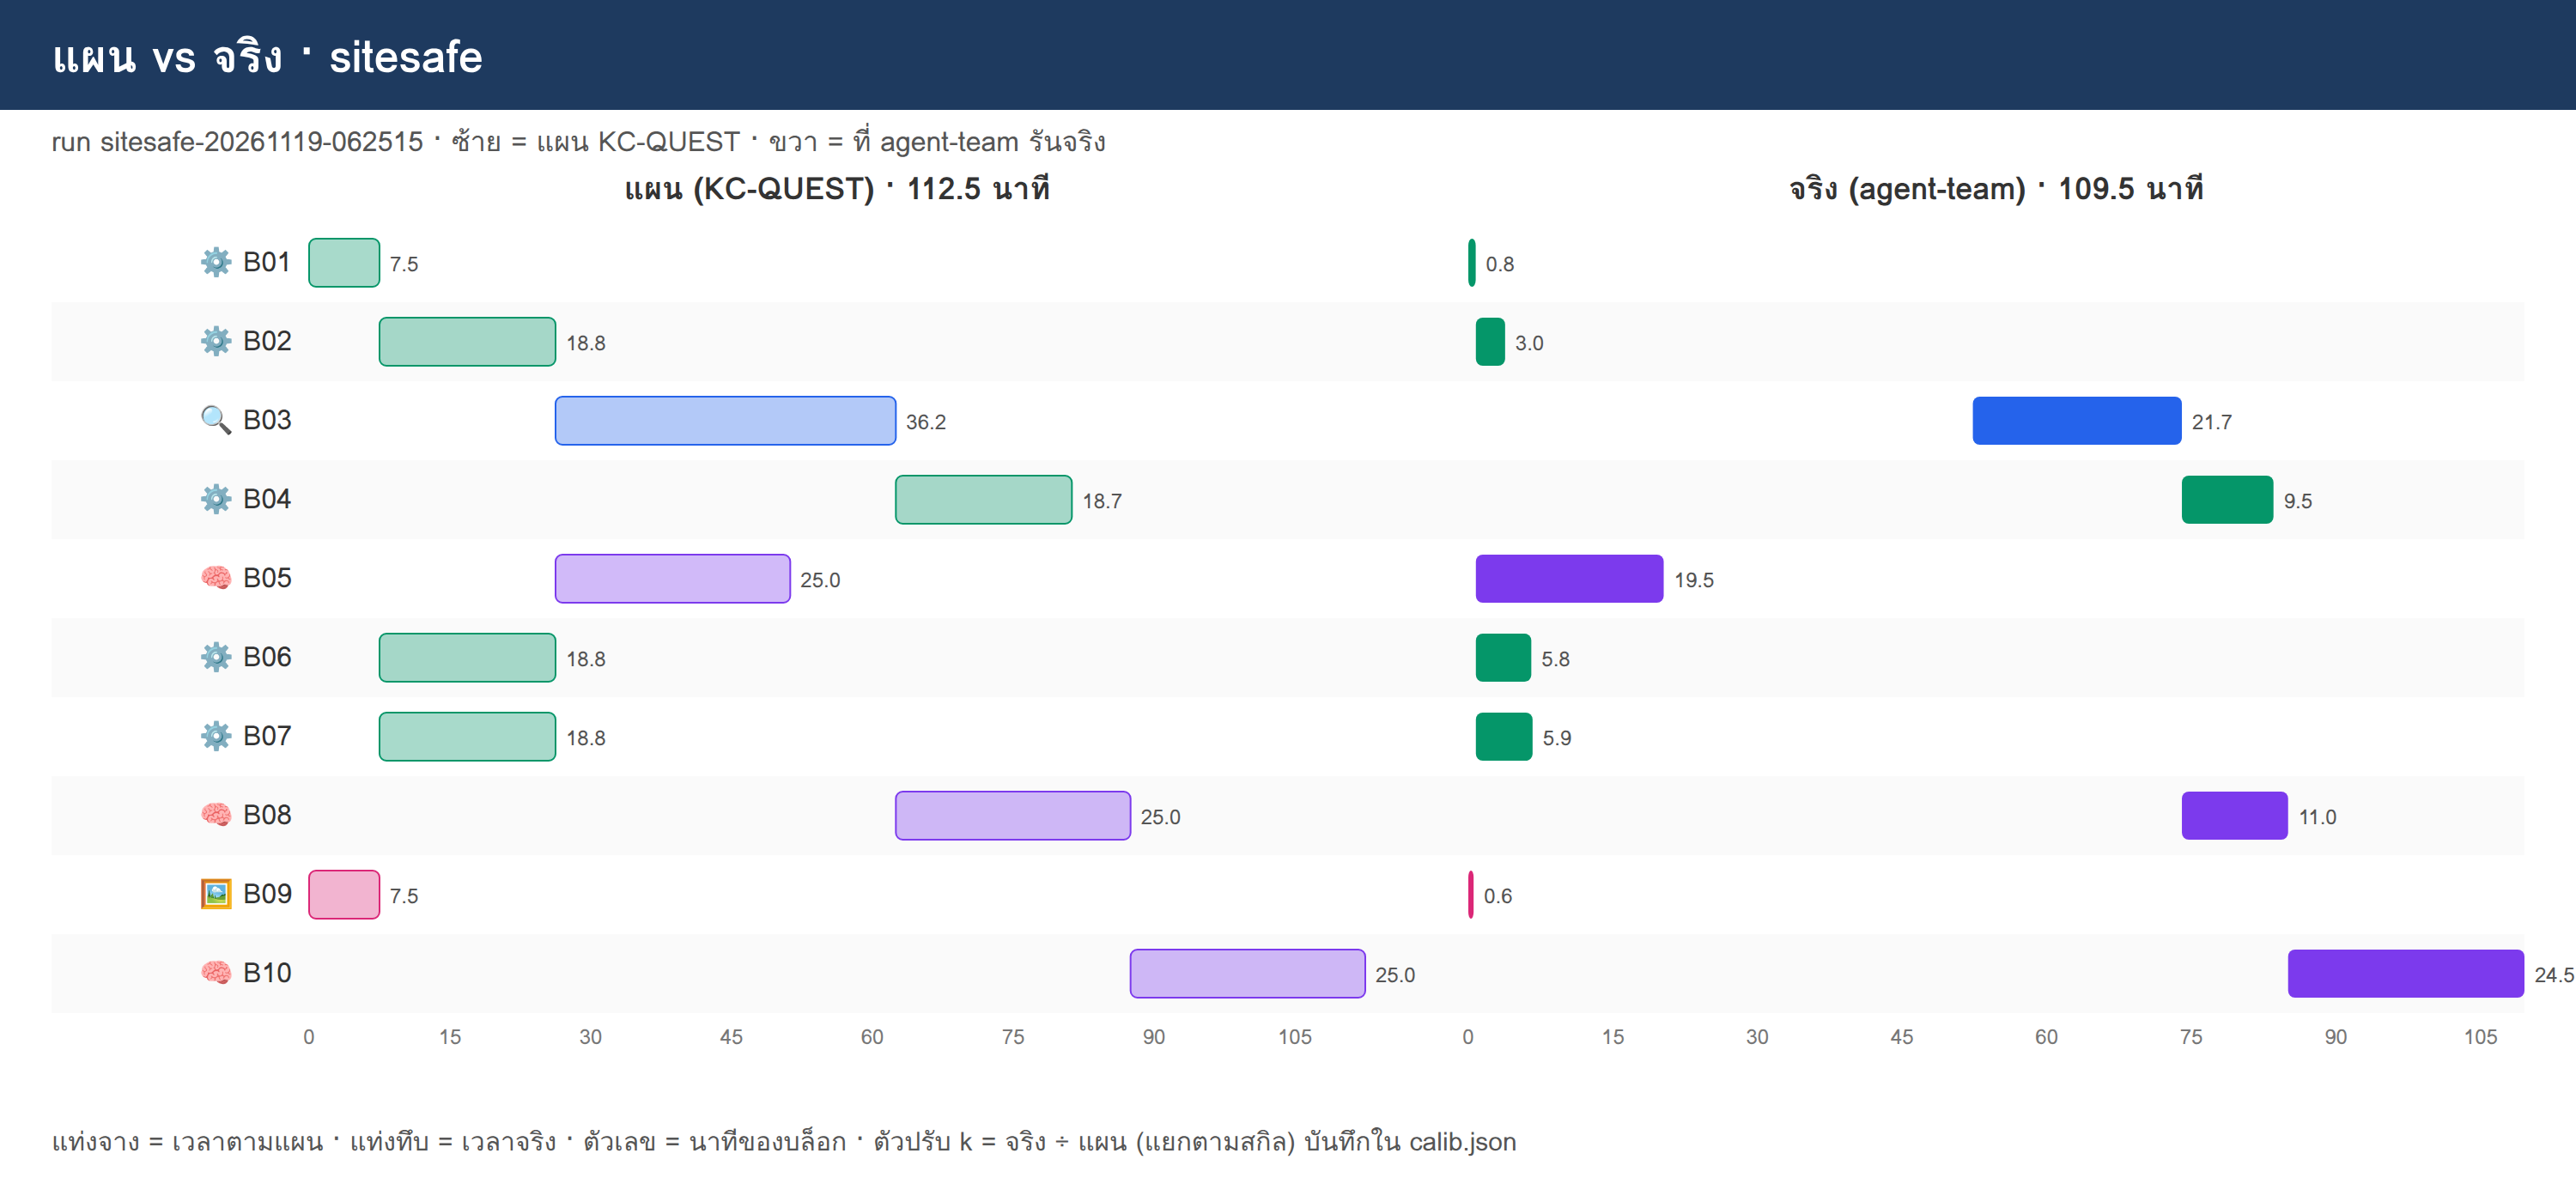 แผน vs จริง · sitesafe
run sitesafe-20261119-062515 · ซ้าย = แผน KC-QUEST · ขวา = ที่ agent-team รันจริง
แผน (KC-QUEST) · 112.5 นาที
จริง (agent-team) · 109.5 นาที
B01 7.5 0.8
B02 18.8 3.0
B03 36.2 21.7
B04 18.7 9.5
B05 25.0 19.5
B06 18.8 5.8
B07 18.8 5.9
B08 25.0 11.0
B09 7.5 0.6
B10 25.0 24.5
0 15 30 45 60 75 90 105 0 15 30 45 60 75 90 105
แท่งจาง = เวลาตามแผน · แท่งทึบ = เวลาจริง · ตัวเลข = นาทีของบล็อก · ตัวปรับ k = จริง ÷ แผน (แยกตามสกิล) บันทึกใน calib.json